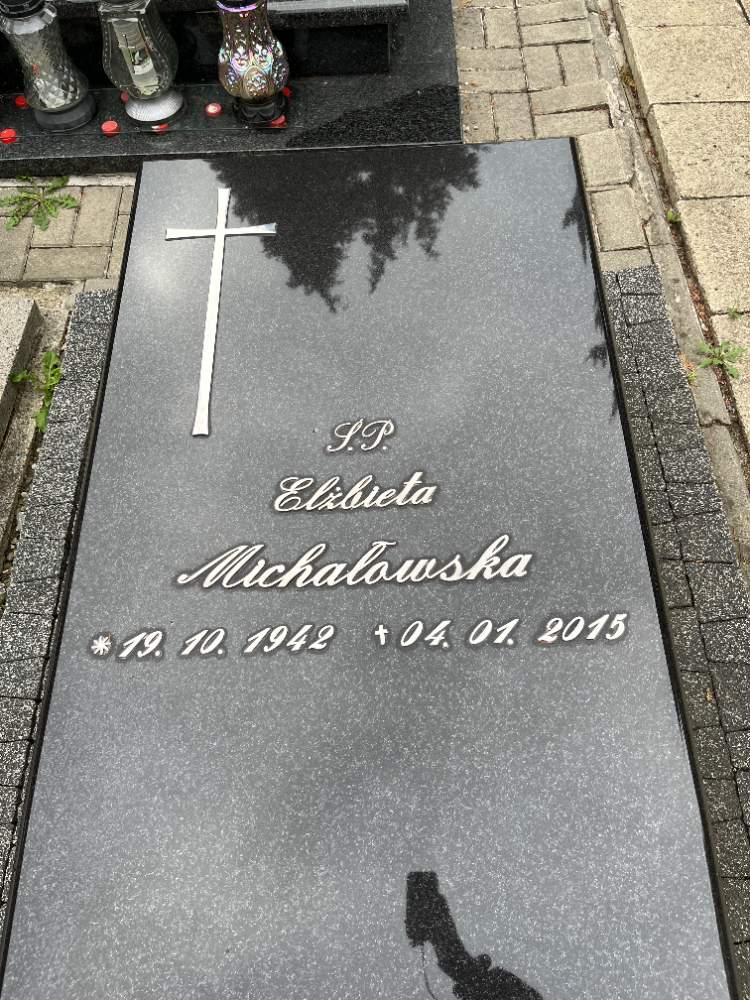 Ś.P.
Elżbieta
Michałowska
* 19. 10. 1942 † 04. 01. 2015